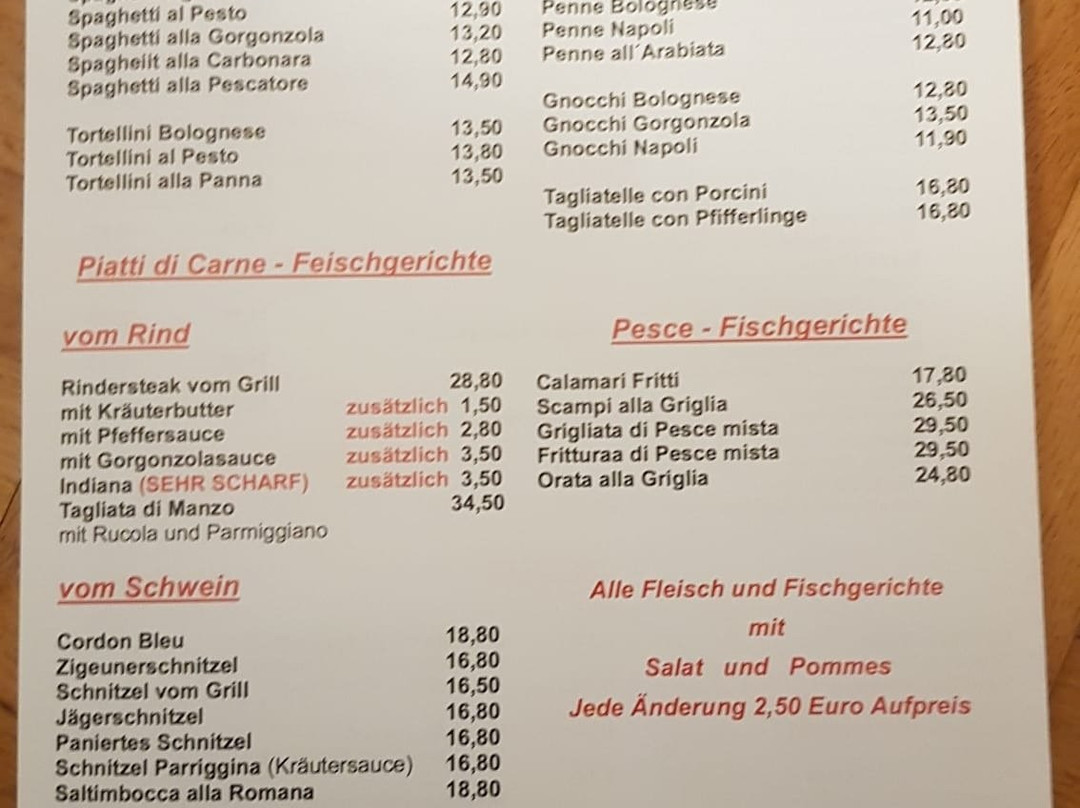 Spaghetti al Pesto 12,90
Spaghetti alla Gorgonzola 13,20
Spagheiit alla Carbonara 12,80
Spaghetti alla Pescatore 14,90
Tortellini Bolognese 13,50
Tortellini al Pesto 13,80
Tortellini alla Panna 13,50
Penne Bolognese
Penne Napoli 11,00
Penne all´Arabiata 12,80
Gnocchi Bolognese 12,80
Gnocchi Gorgonzola 13,50
Gnocchi Napoli 11,90
Tagliatelle con Porcini 16,80
Tagliatelle con Pfifferlinge 16,80
Piatti di Carne - Feischgerichte
vom Rind
Rindersteak vom Grill 28,80
mit Kräuterbutter zusätzlich 1,50
mit Pfeffersauce zusätzlich 2,80
mit Gorgonzolasauce zusätzlich 3,50
Indiana (SEHR SCHARF) zusätzlich 3,50
Tagliata di Manzo 34,50
mit Rucola und Parmiggiano
vom Schwein
Cordon Bleu 18,80
Zigeunerschnitzel 16,80
Schnitzel vom Grill 16,50
Jägerschnitzel 16,80
Paniertes Schnitzel 16,80
Schnitzel Parriggina (Kräutersauce) 16,80
Saltimbocca alla Romana 18,80
Pesce - Fischgerichte
Calamari Fritti 17,80
Scampi alla Griglia 26,50
Grigliata di Pesce mista 29,50
Fritturaa di Pesce mista 29,50
Orata alla Griglia 24,80
Alle Fleisch und Fischgerichte
mit
Salat und Pommes
Jede Änderung 2,50 Euro Aufpreis